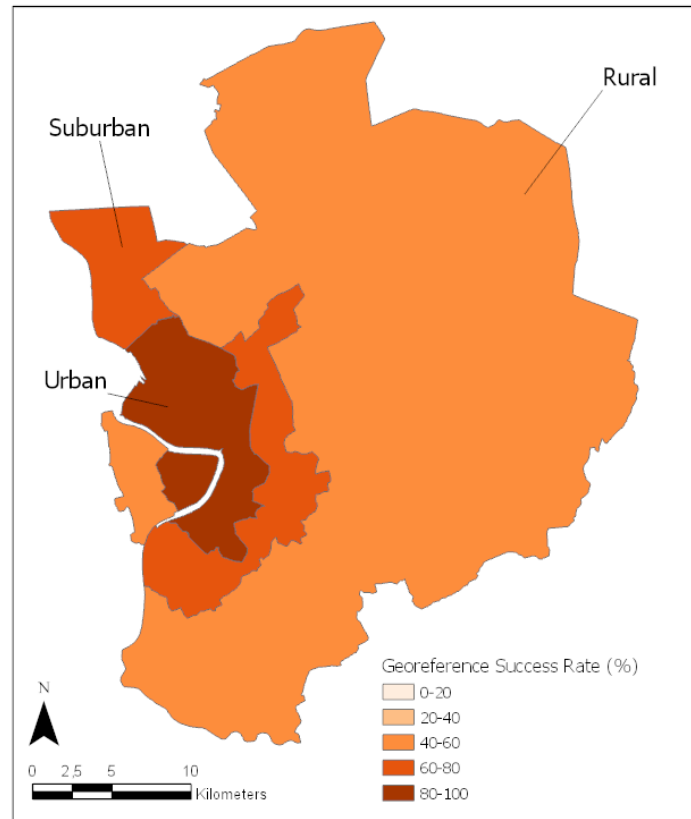 Rural
Suburban
Urban
Georeference Success Rate (%)
0-20
20-40
40-60
60-80
80-100
N
0 2,5 5 10
Kilometers